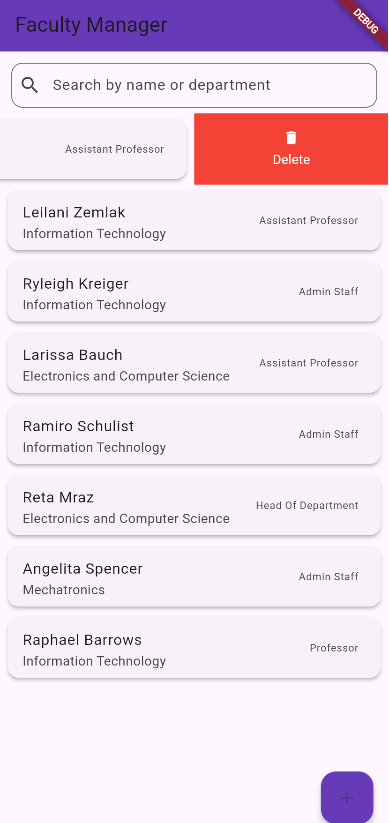 Faculty Manager
DEBUG
Search by name or department
Assistant Professor
Delete
Leilani Zemlak
Assistant Professor
Information Technology
Ryleigh Kreiger
Admin Staff
Information Technology
Larissa Bauch
Assistant Professor
Electronics and Computer Science
Ramiro Schulist
Admin Staff
Information Technology
Reta Mraz
Head Of Department
Electronics and Computer Science
Angelita Spencer
Admin Staff
Mechatronics
Raphael Barrows
Professor
Information Technology